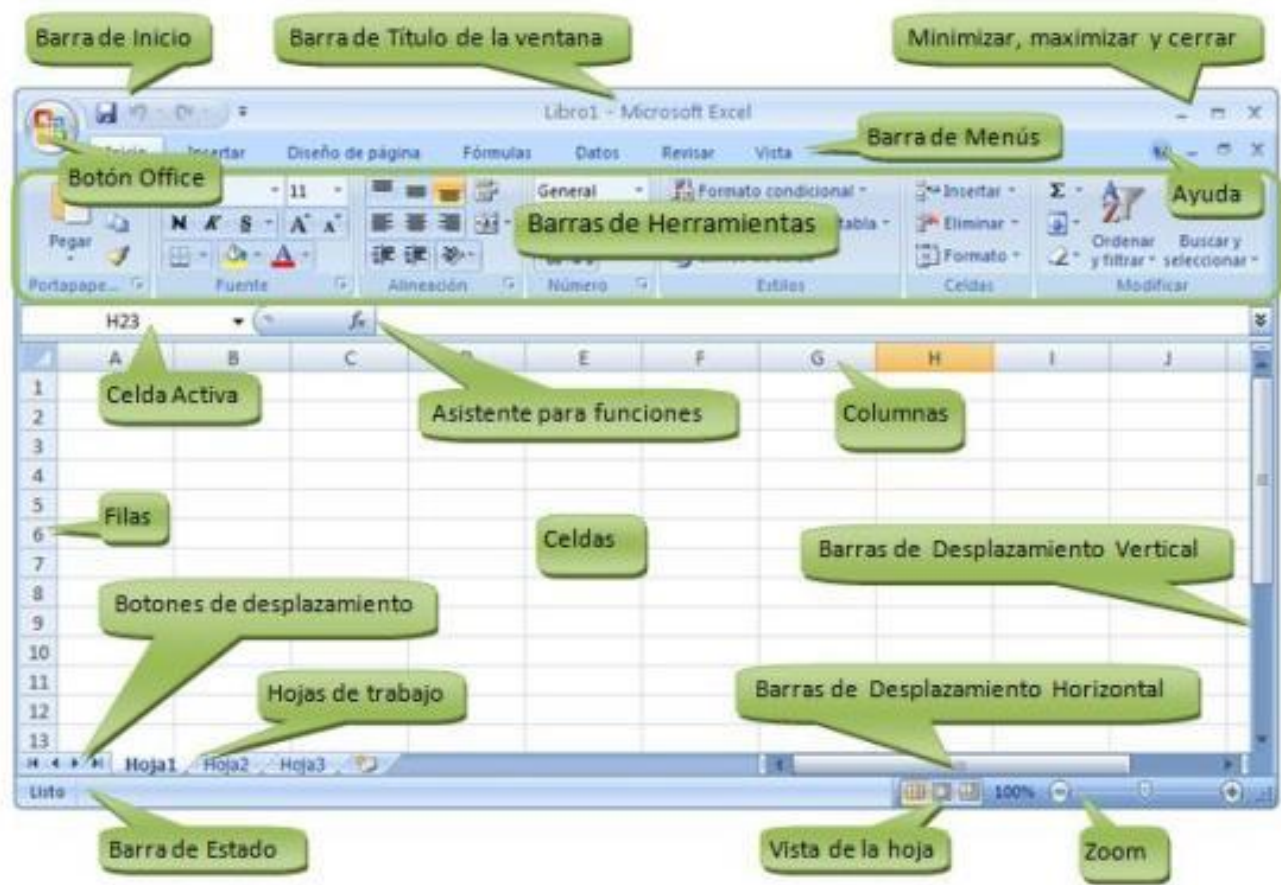 Barra de Inicio
Barra de Título de la ventana
Minimizar, maximizar y cerrar
Libro1 - Microsoft Excel
Inicio Insertar Diseño de página Fórmulas Datos Revisar Vista
Barra de Menús
Botón Office
Ayuda
11
General
Formato condicional
Insertar
Σ
Barras de Herramientas
Pegar
N K S A A
tabla
Eliminar
Ordenar y filtrar
Buscar y seleccionar
A
Formato
Portapape...
Fuente
Alineación
Número
Estilos
Celdas
Modificar
H23
fx
A B C E F G H I J
1
Celda Activa
Asistente para funciones
Columnas
2
3
4
5
Filas
Celdas
6
Barras de Desplazamiento Vertical
7
8
Botones de desplazamiento
9
10
11
Hojas de trabajo
Barras de Desplazamiento Horizontal
12
13
Hoja1 Hoja2 Hoja3
Listo
100%
Barra de Estado
Vista de la hoja
Zoom